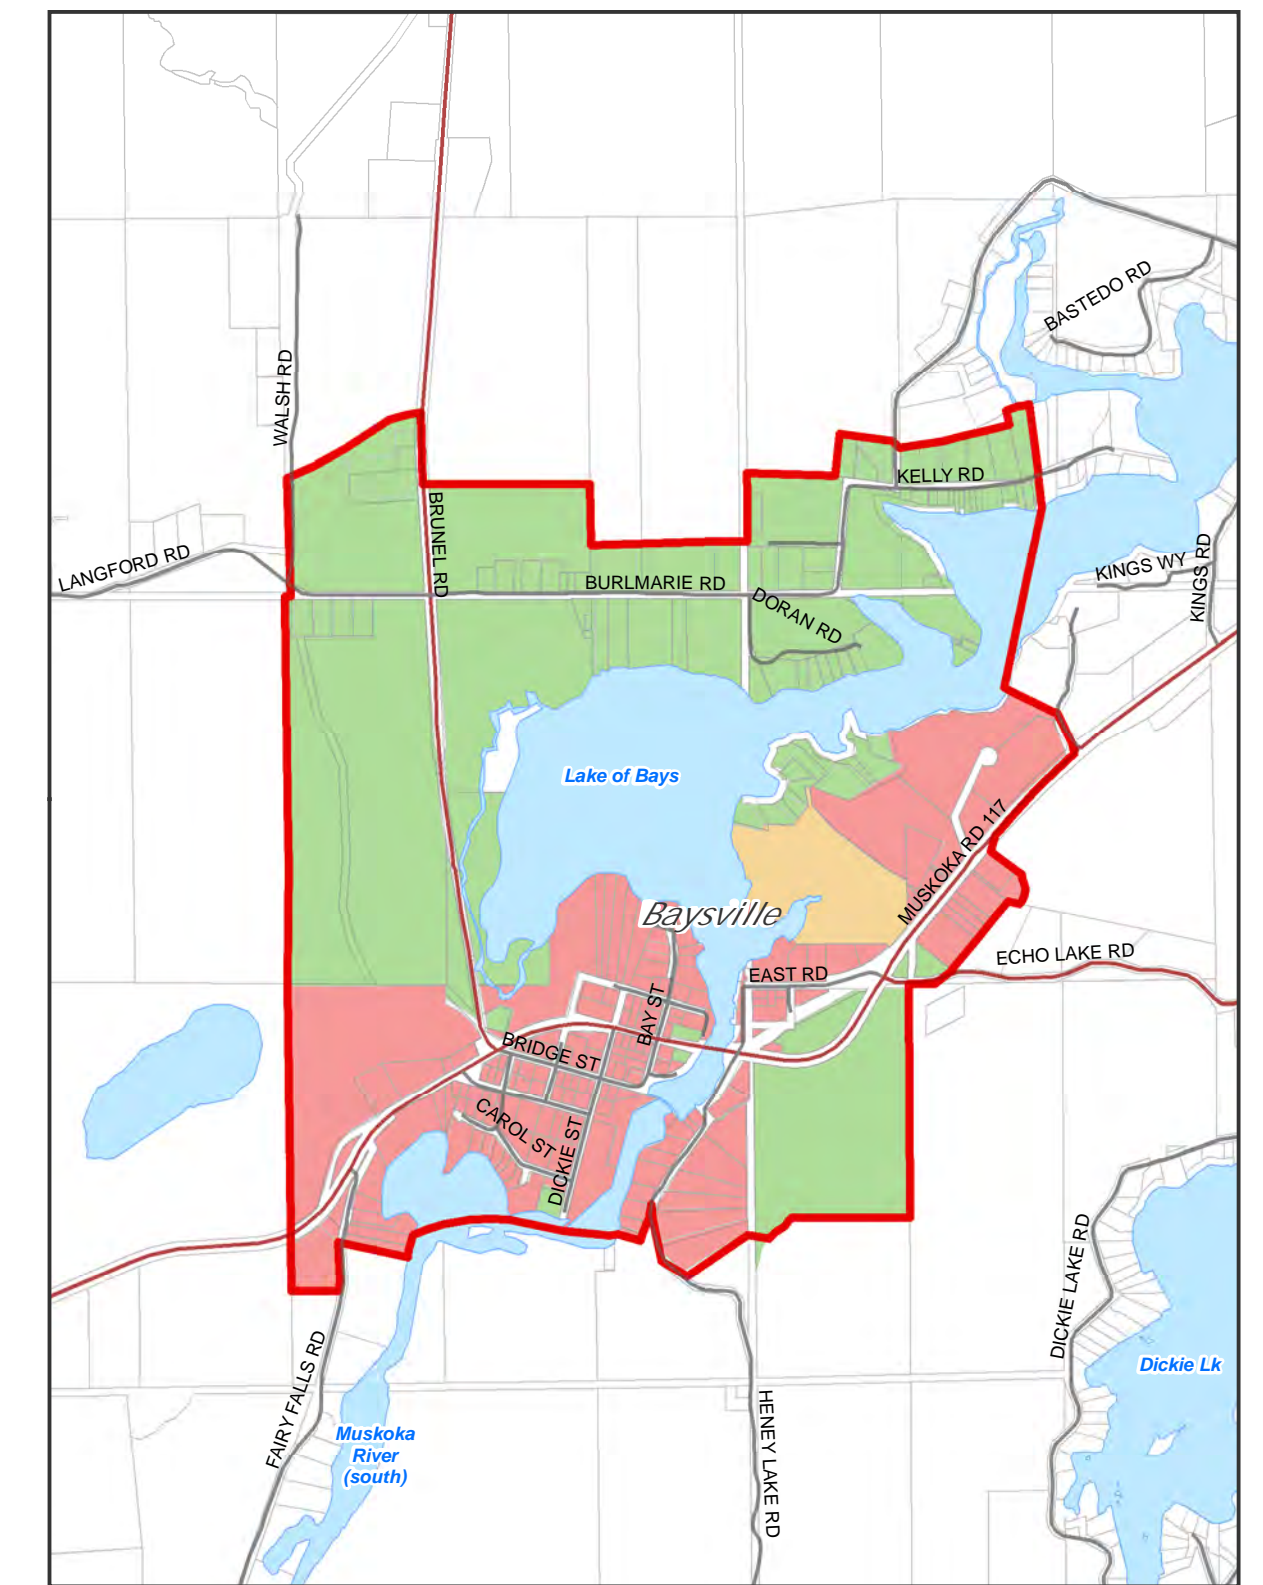 BASTEDO RD
WALSH RD
KELLY RD
BRUNEL RD
LANGFORD RD
KINGS WY
KINGS RD
BURLMARIE RD
DORAN RD
Lake of Bays
MUSKOKA RD 117
Baysville
ECHO LAKE RD
EAST RD
BAY ST
BRIDGE ST
CAROL ST
DICKIE ST
DICKIE LAKE RD
Dickie Lk
FAIRY FALLS RD
Muskoka
River
(south)
HENEY LAKE RD